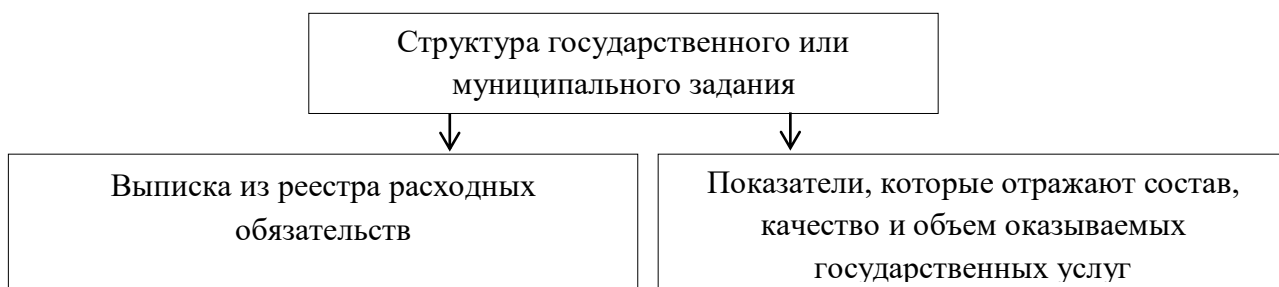 Структура государственного или
муниципального задания
Выписка из реестра расходных
обязательств
Показатели, которые отражают состав,
качество и объем оказываемых
государственных услуг